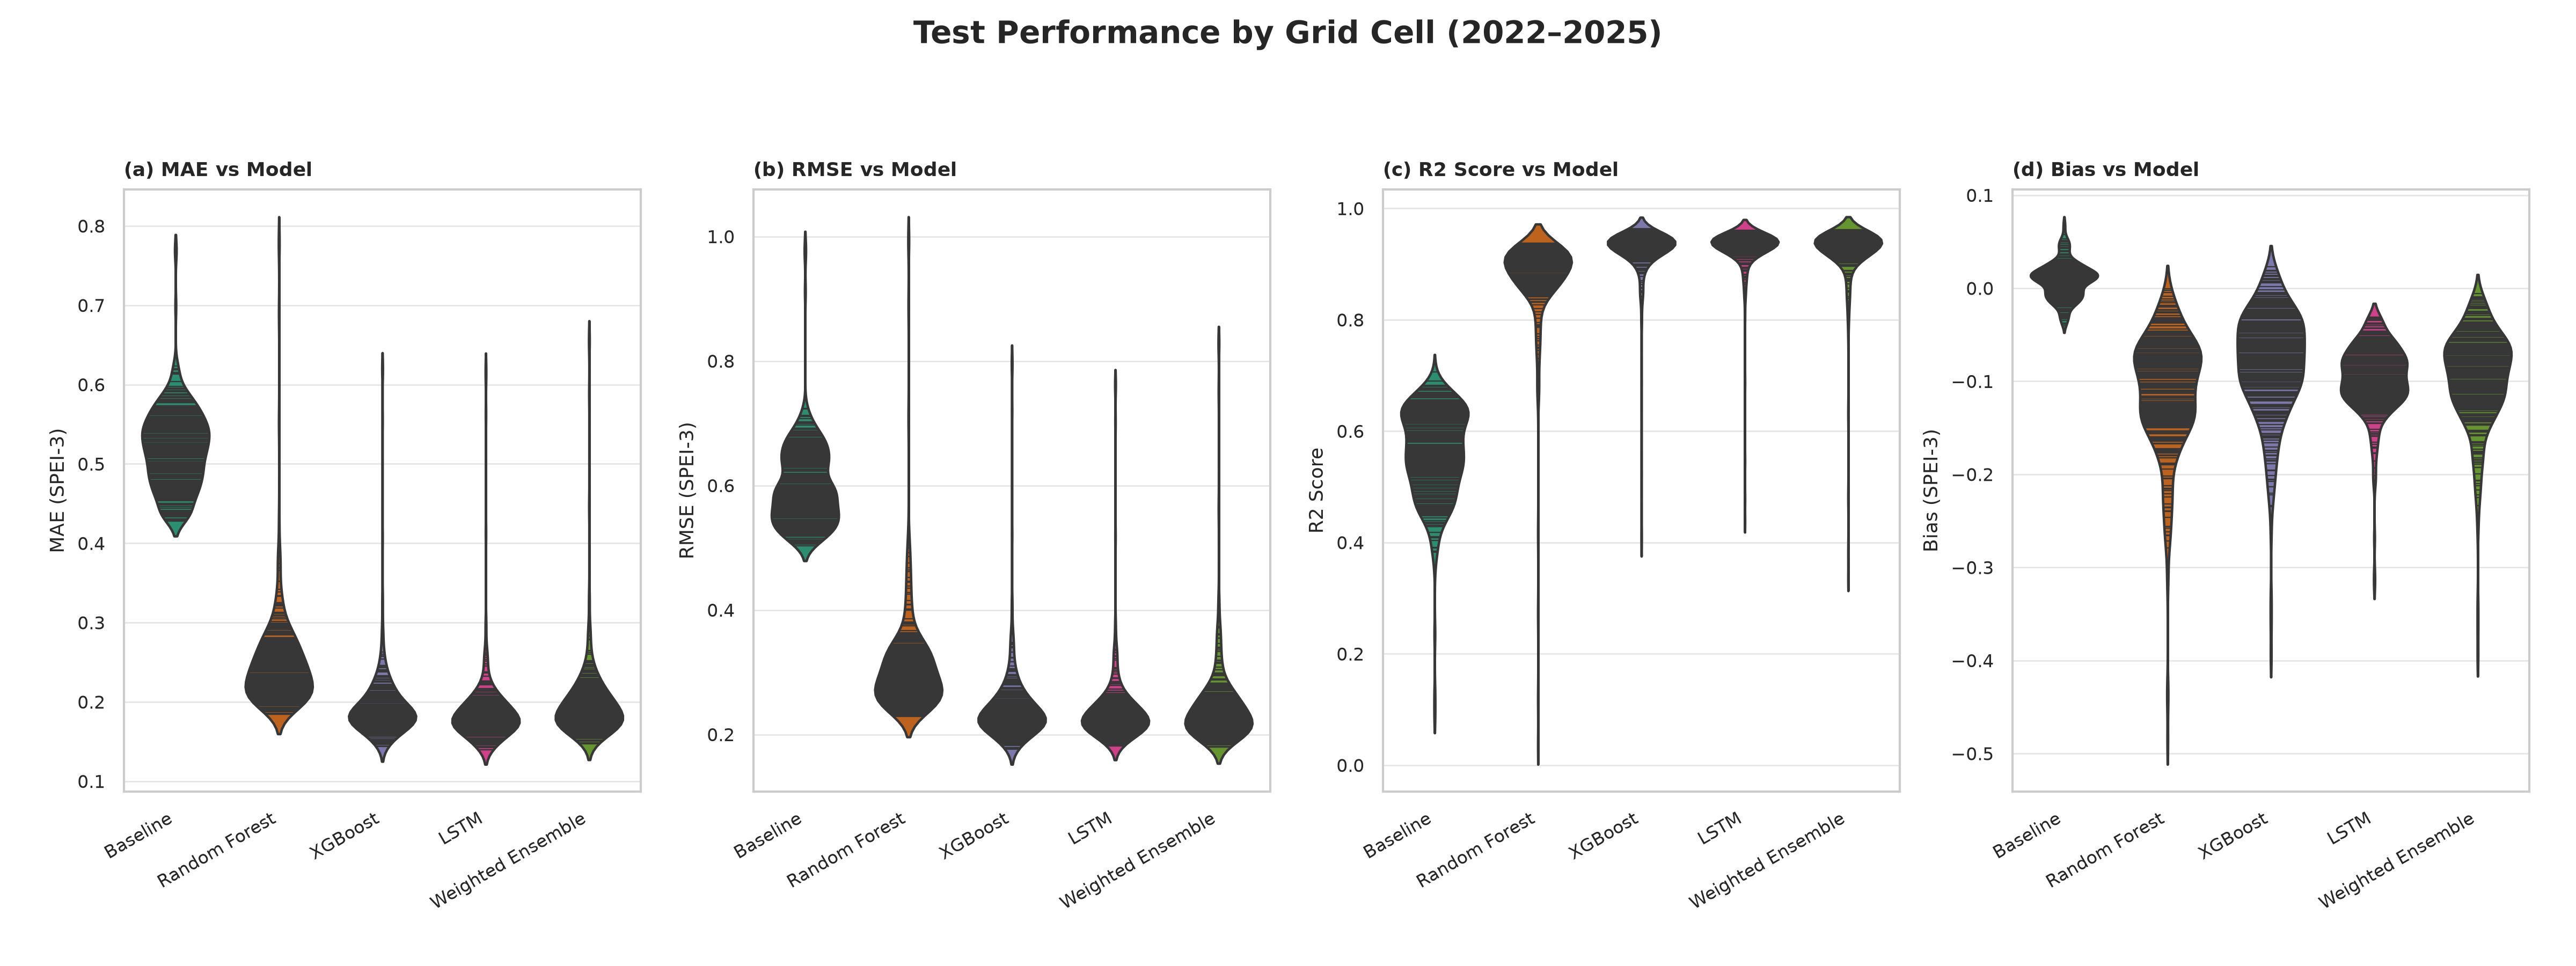 Test Performance by Grid Cell (2022–2025)
(a) MAE vs Model
MAE (SPEI-3)
0.8
0.7
0.6
0.5
0.4
0.3
0.2
0.1
Baseline
Random Forest
XGBoost
LSTM
Weighted Ensemble
(b) RMSE vs Model
RMSE (SPEI-3)
1.0
0.8
0.6
0.4
0.2
Baseline
Random Forest
XGBoost
LSTM
Weighted Ensemble
(c) R2 Score vs Model
R2 Score
1.0
0.8
0.6
0.4
0.2
0.0
Baseline
Random Forest
XGBoost
LSTM
Weighted Ensemble
(d) Bias vs Model
Bias (SPEI-3)
0.1
0.0
−0.1
−0.2
−0.3
−0.4
−0.5
Baseline
Random Forest
XGBoost
LSTM
Weighted Ensemble